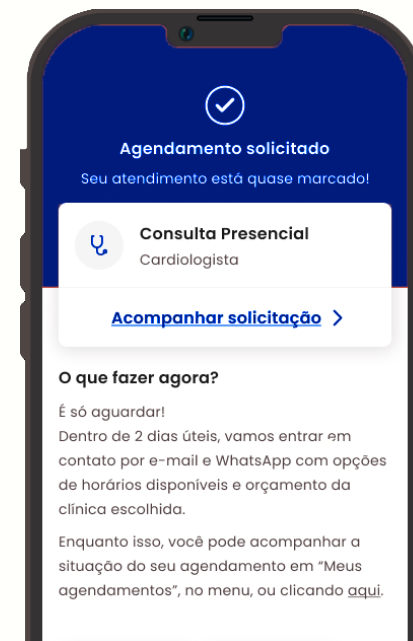 Agendamento solicitado
Seu atendimento está quase marcado!
Consulta Presencial
Cardiologista
Acompanhar solicitação
O que fazer agora?
É só aguardar!
Dentro de 2 dias úteis, vamos entrar em
contato por e-mail e WhatsApp com opções
de horários disponíveis e orçamento da
clínica escolhida.
Enquanto isso, você pode acompanhar a
situação do seu agendamento em “Meus
agendamentos”, no menu, ou clicando aqui.